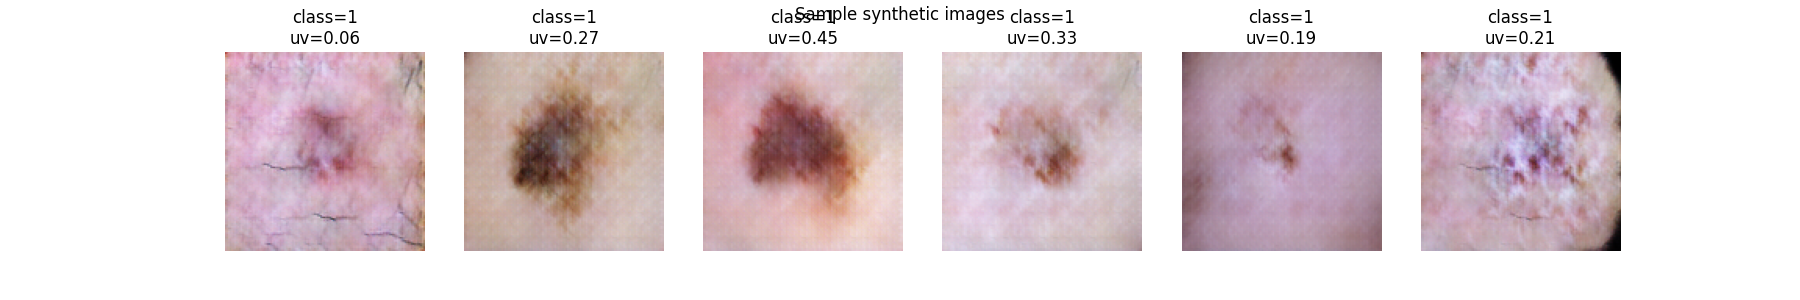 Sample synthetic images
class=1
uv=0.06
class=1
uv=0.27
class=1
uv=0.45
class=1
uv=0.33
class=1
uv=0.19
class=1
uv=0.21